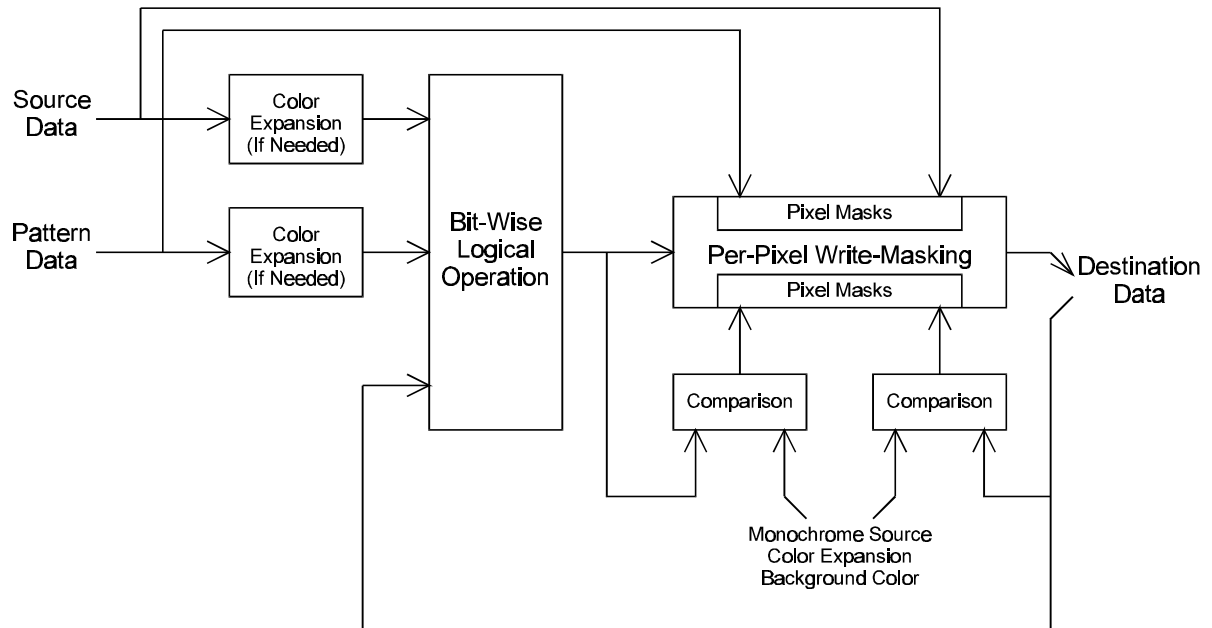 Source
Data
Color
Expansion
(If Needed)
Pattern
Data
Color
Expansion
(If Needed)
Bit-Wise
Logical
Operation
Pixel Masks
Per-Pixel Write-Masking
Pixel Masks
Destination
Data
Comparison
Comparison
Monochrome Source
Color Expansion
Background Color